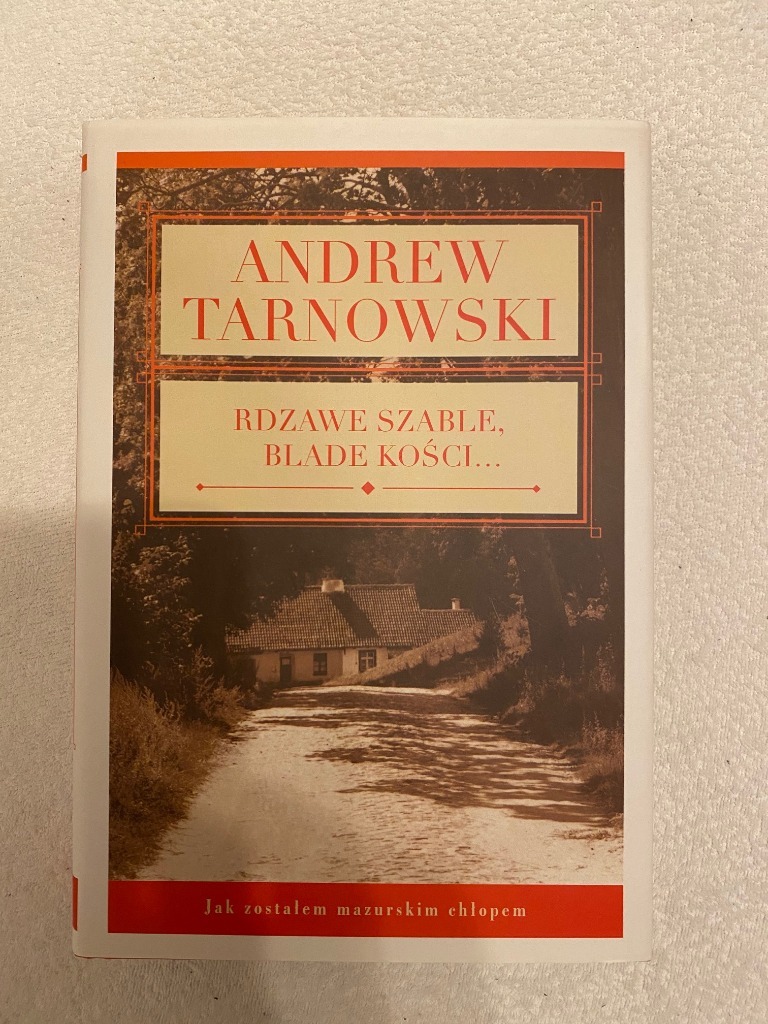 ANDREW
TARNOWSKI
RDZAWE SZABLE,
BLADE KOŚCI...
Jak zostałem mazurskim chłopem